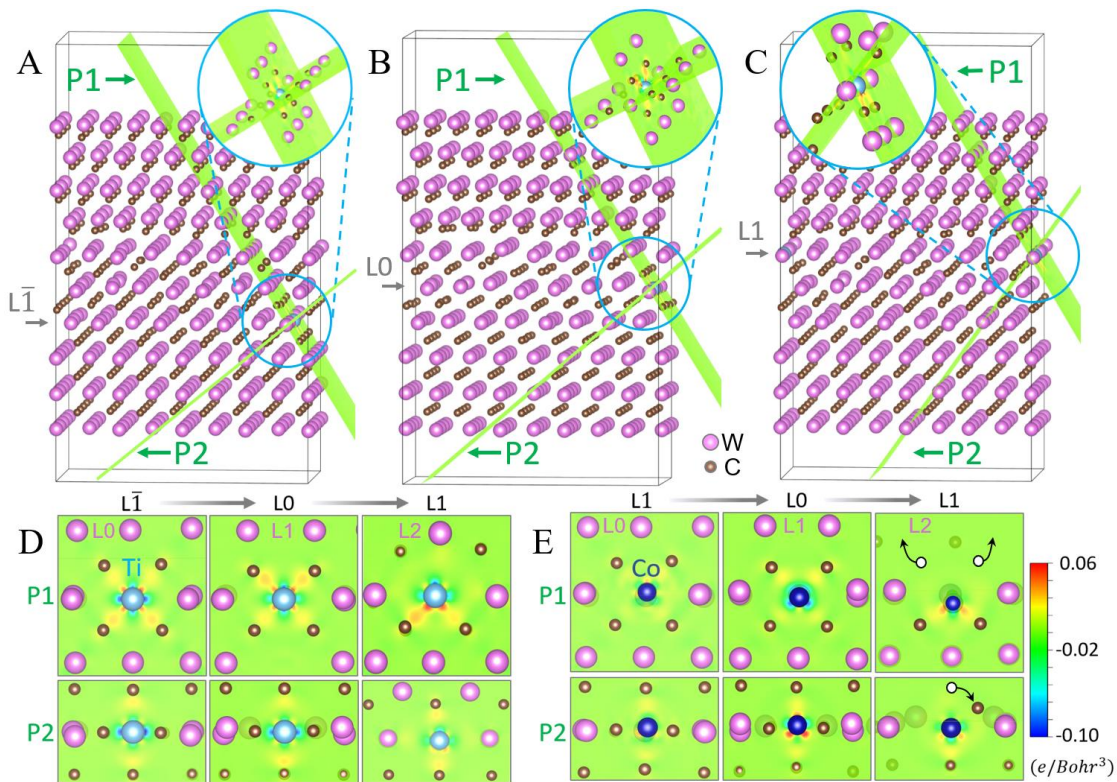 A
B
C
P1
P1
P1
L1̅
L0
L1
P2
P2
P2
W
C
L1̅ L0 L1
L1 L0 L1
D
L0
L1
L2
E
L0
L1
L2
Ti
Co
P1
P1
P2
P2
0.06
-0.02
-0.10
(e/Bohr³)